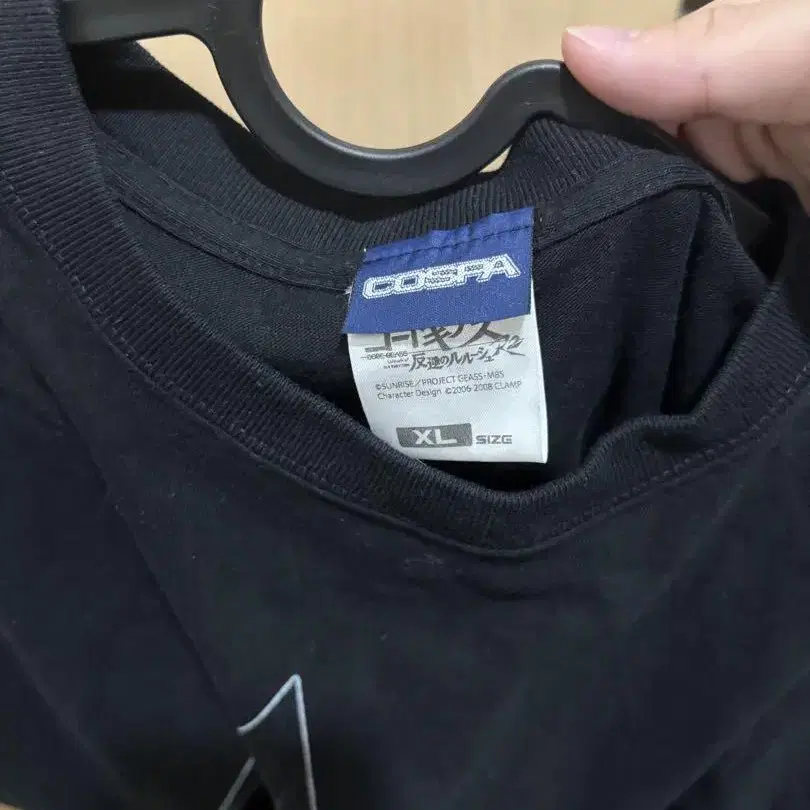 COSPA
コードギアス
反逆のルルーシュR2
©SUNRISE/PROJECT GEASS・MBS
Character Design ©2006-2008 CLAMP
XL SIZE